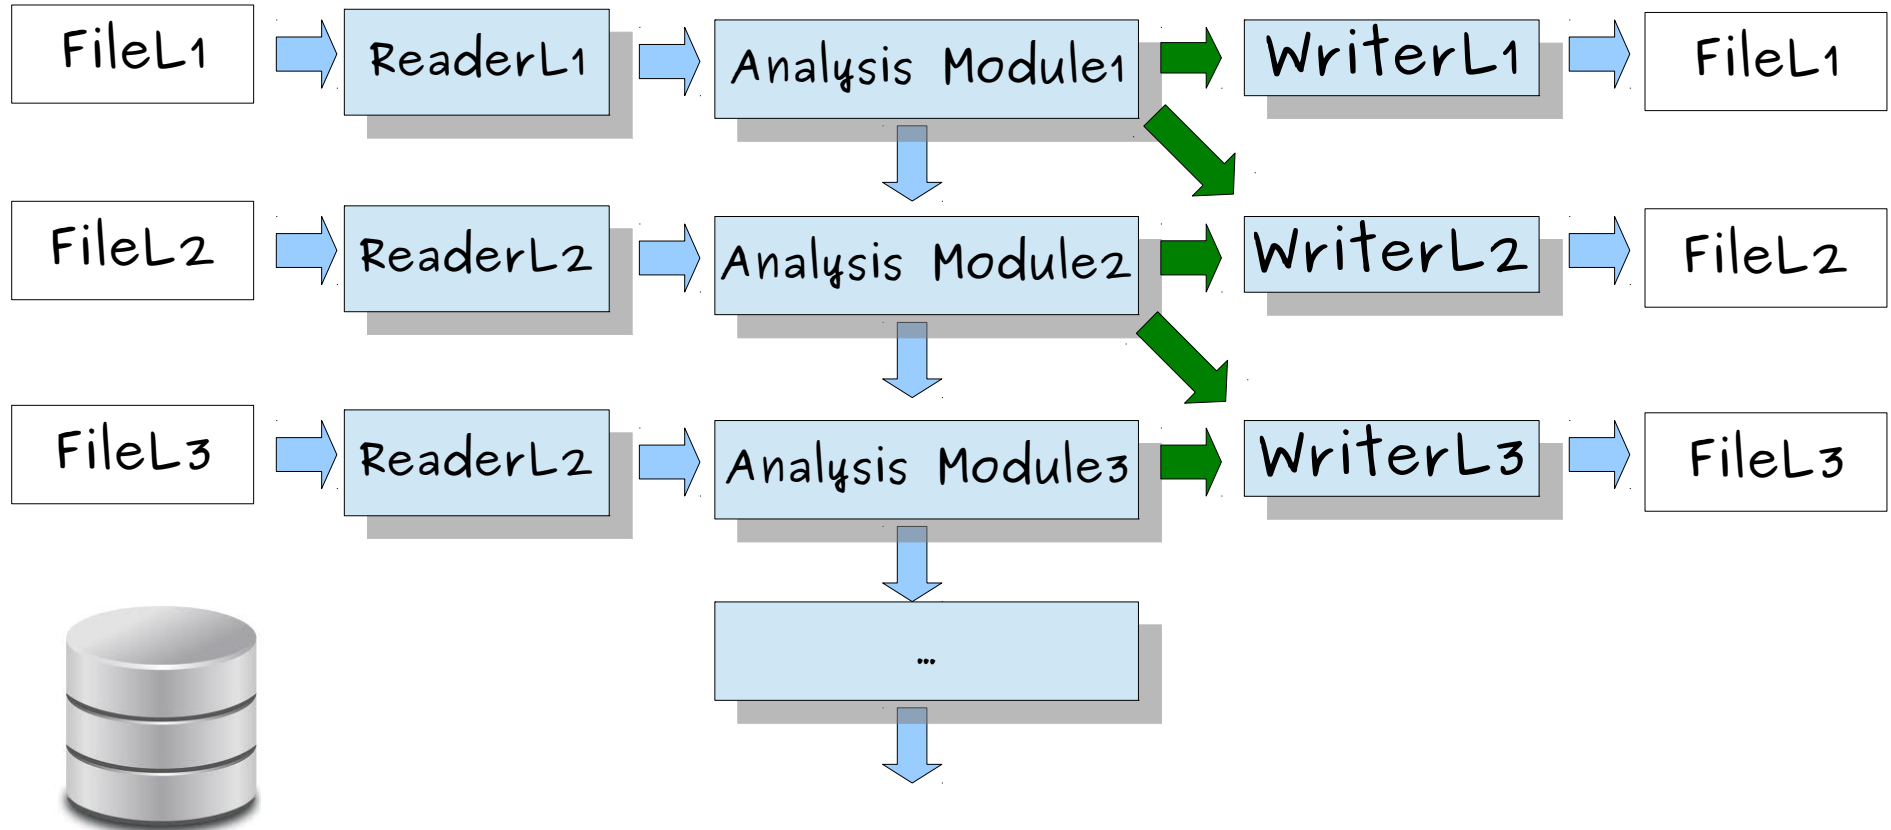 FileL1
ReaderL1
Analysis Module1
WriterL1
FileL1
FileL2
ReaderL2
Analysis Module2
WriterL2
FileL2
FileL3
ReaderL2
Analysis Module3
WriterL3
FileL3
...